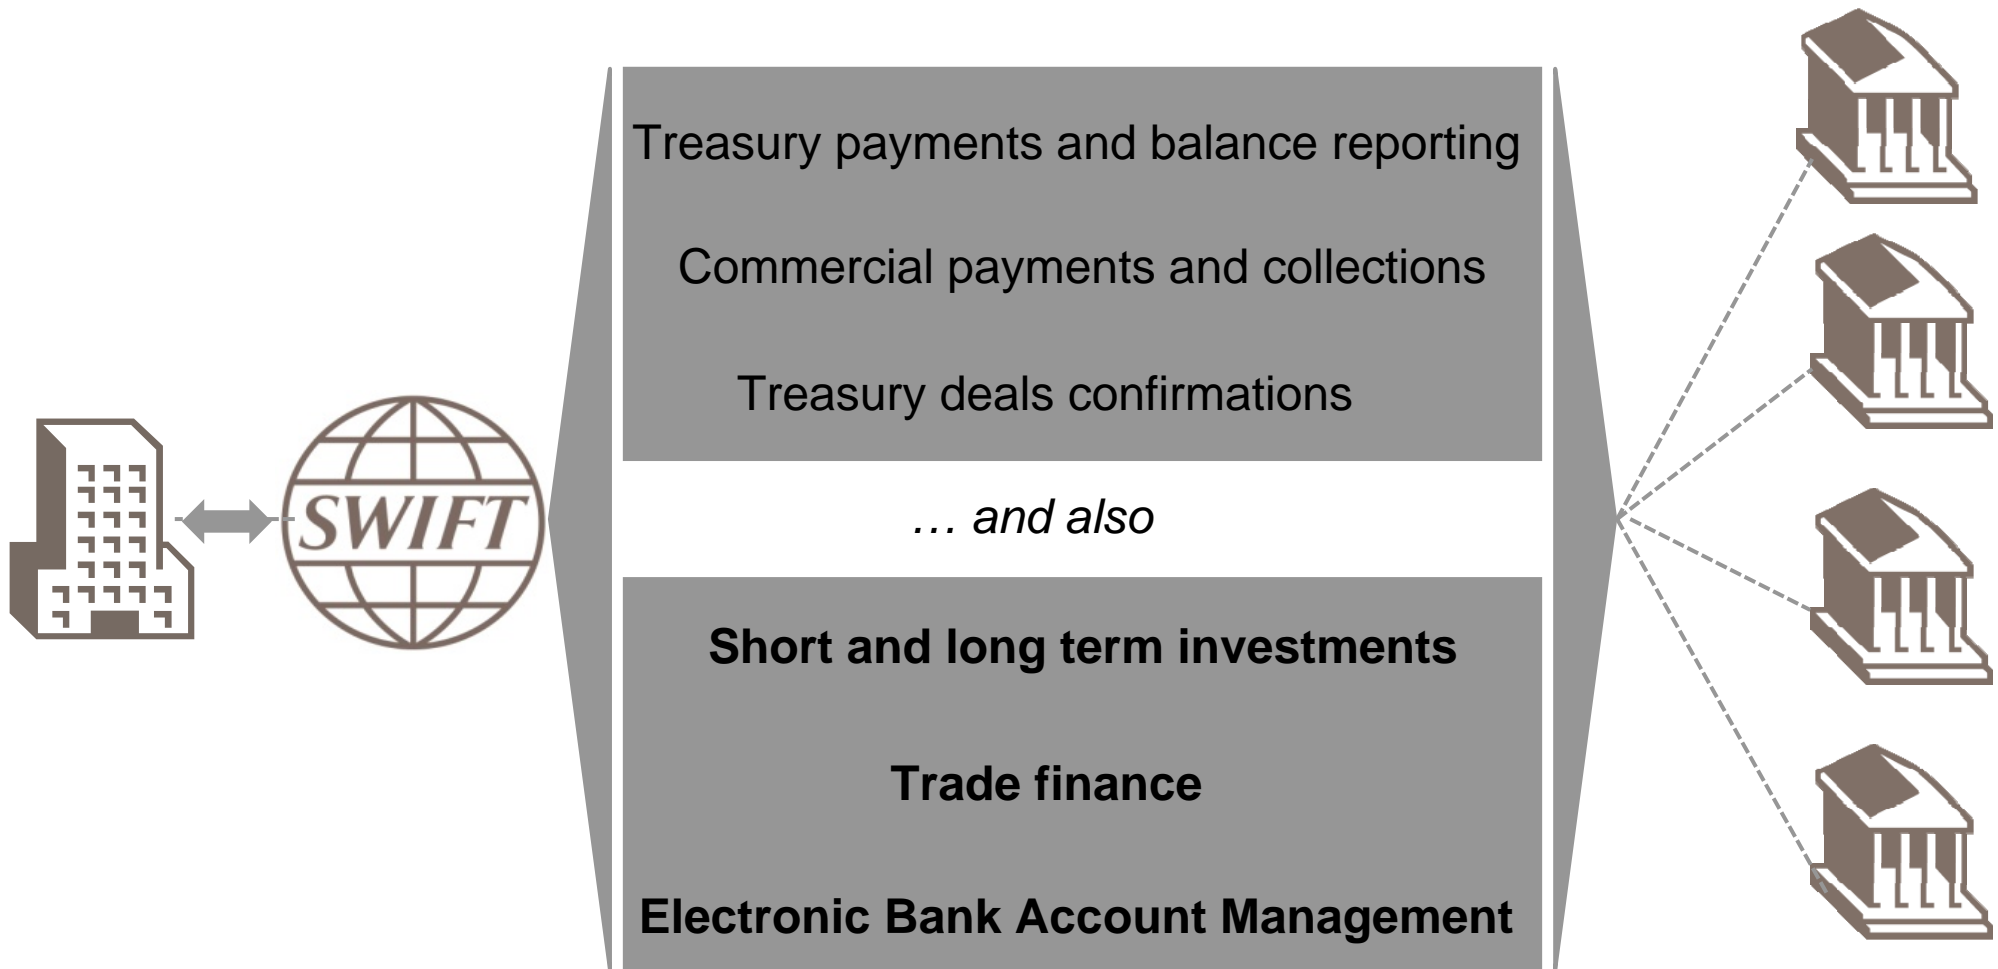 Treasury payments and balance reporting
Commercial payments and collections
Treasury deals confirmations
SWIFT
… and also
Short and long term investments
Trade finance
Electronic Bank Account Management